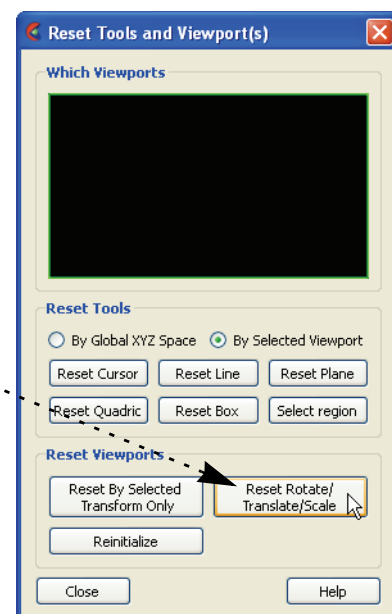 Reset Tools and Viewport(s)
Which Viewports
Reset Tools
By Global XYZ Space By Selected Viewport
Reset Cursor Reset Line Reset Plane
Reset Quadric Reset Box Select region
Reset Viewports
Reset By Selected
Transform Only
Reset Rotate/
Translate/Scale
Reinitialize
Close Help